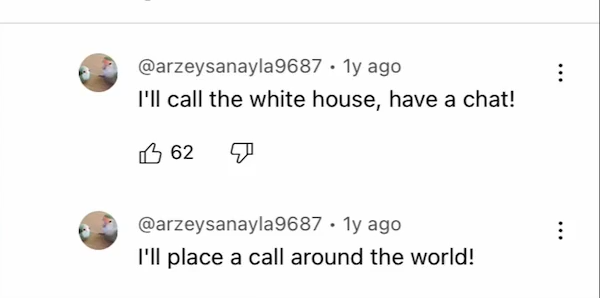 @arzeysanayla9687 • 1y ago
I'll call the white house, have a chat!
62
@arzeysanayla9687 • 1y ago
I'll place a call around the world!